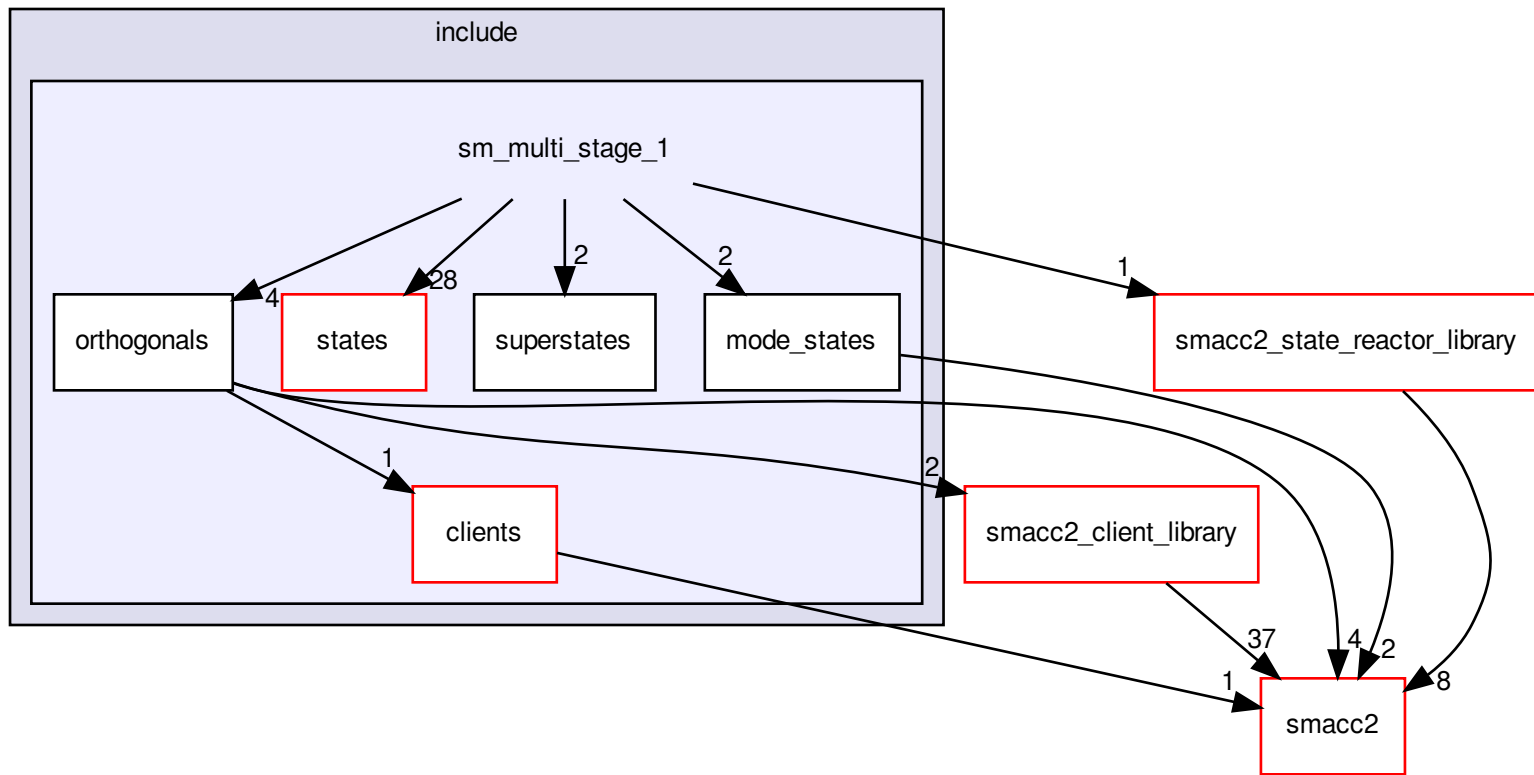 include
sm_multi_stage_1
2
2
1
4
28
orthogonals
states
superstates
mode_states
smacc2_state_reactor_library
1
2
clients
smacc2_client_library
37
4
2
1
8
smacc2